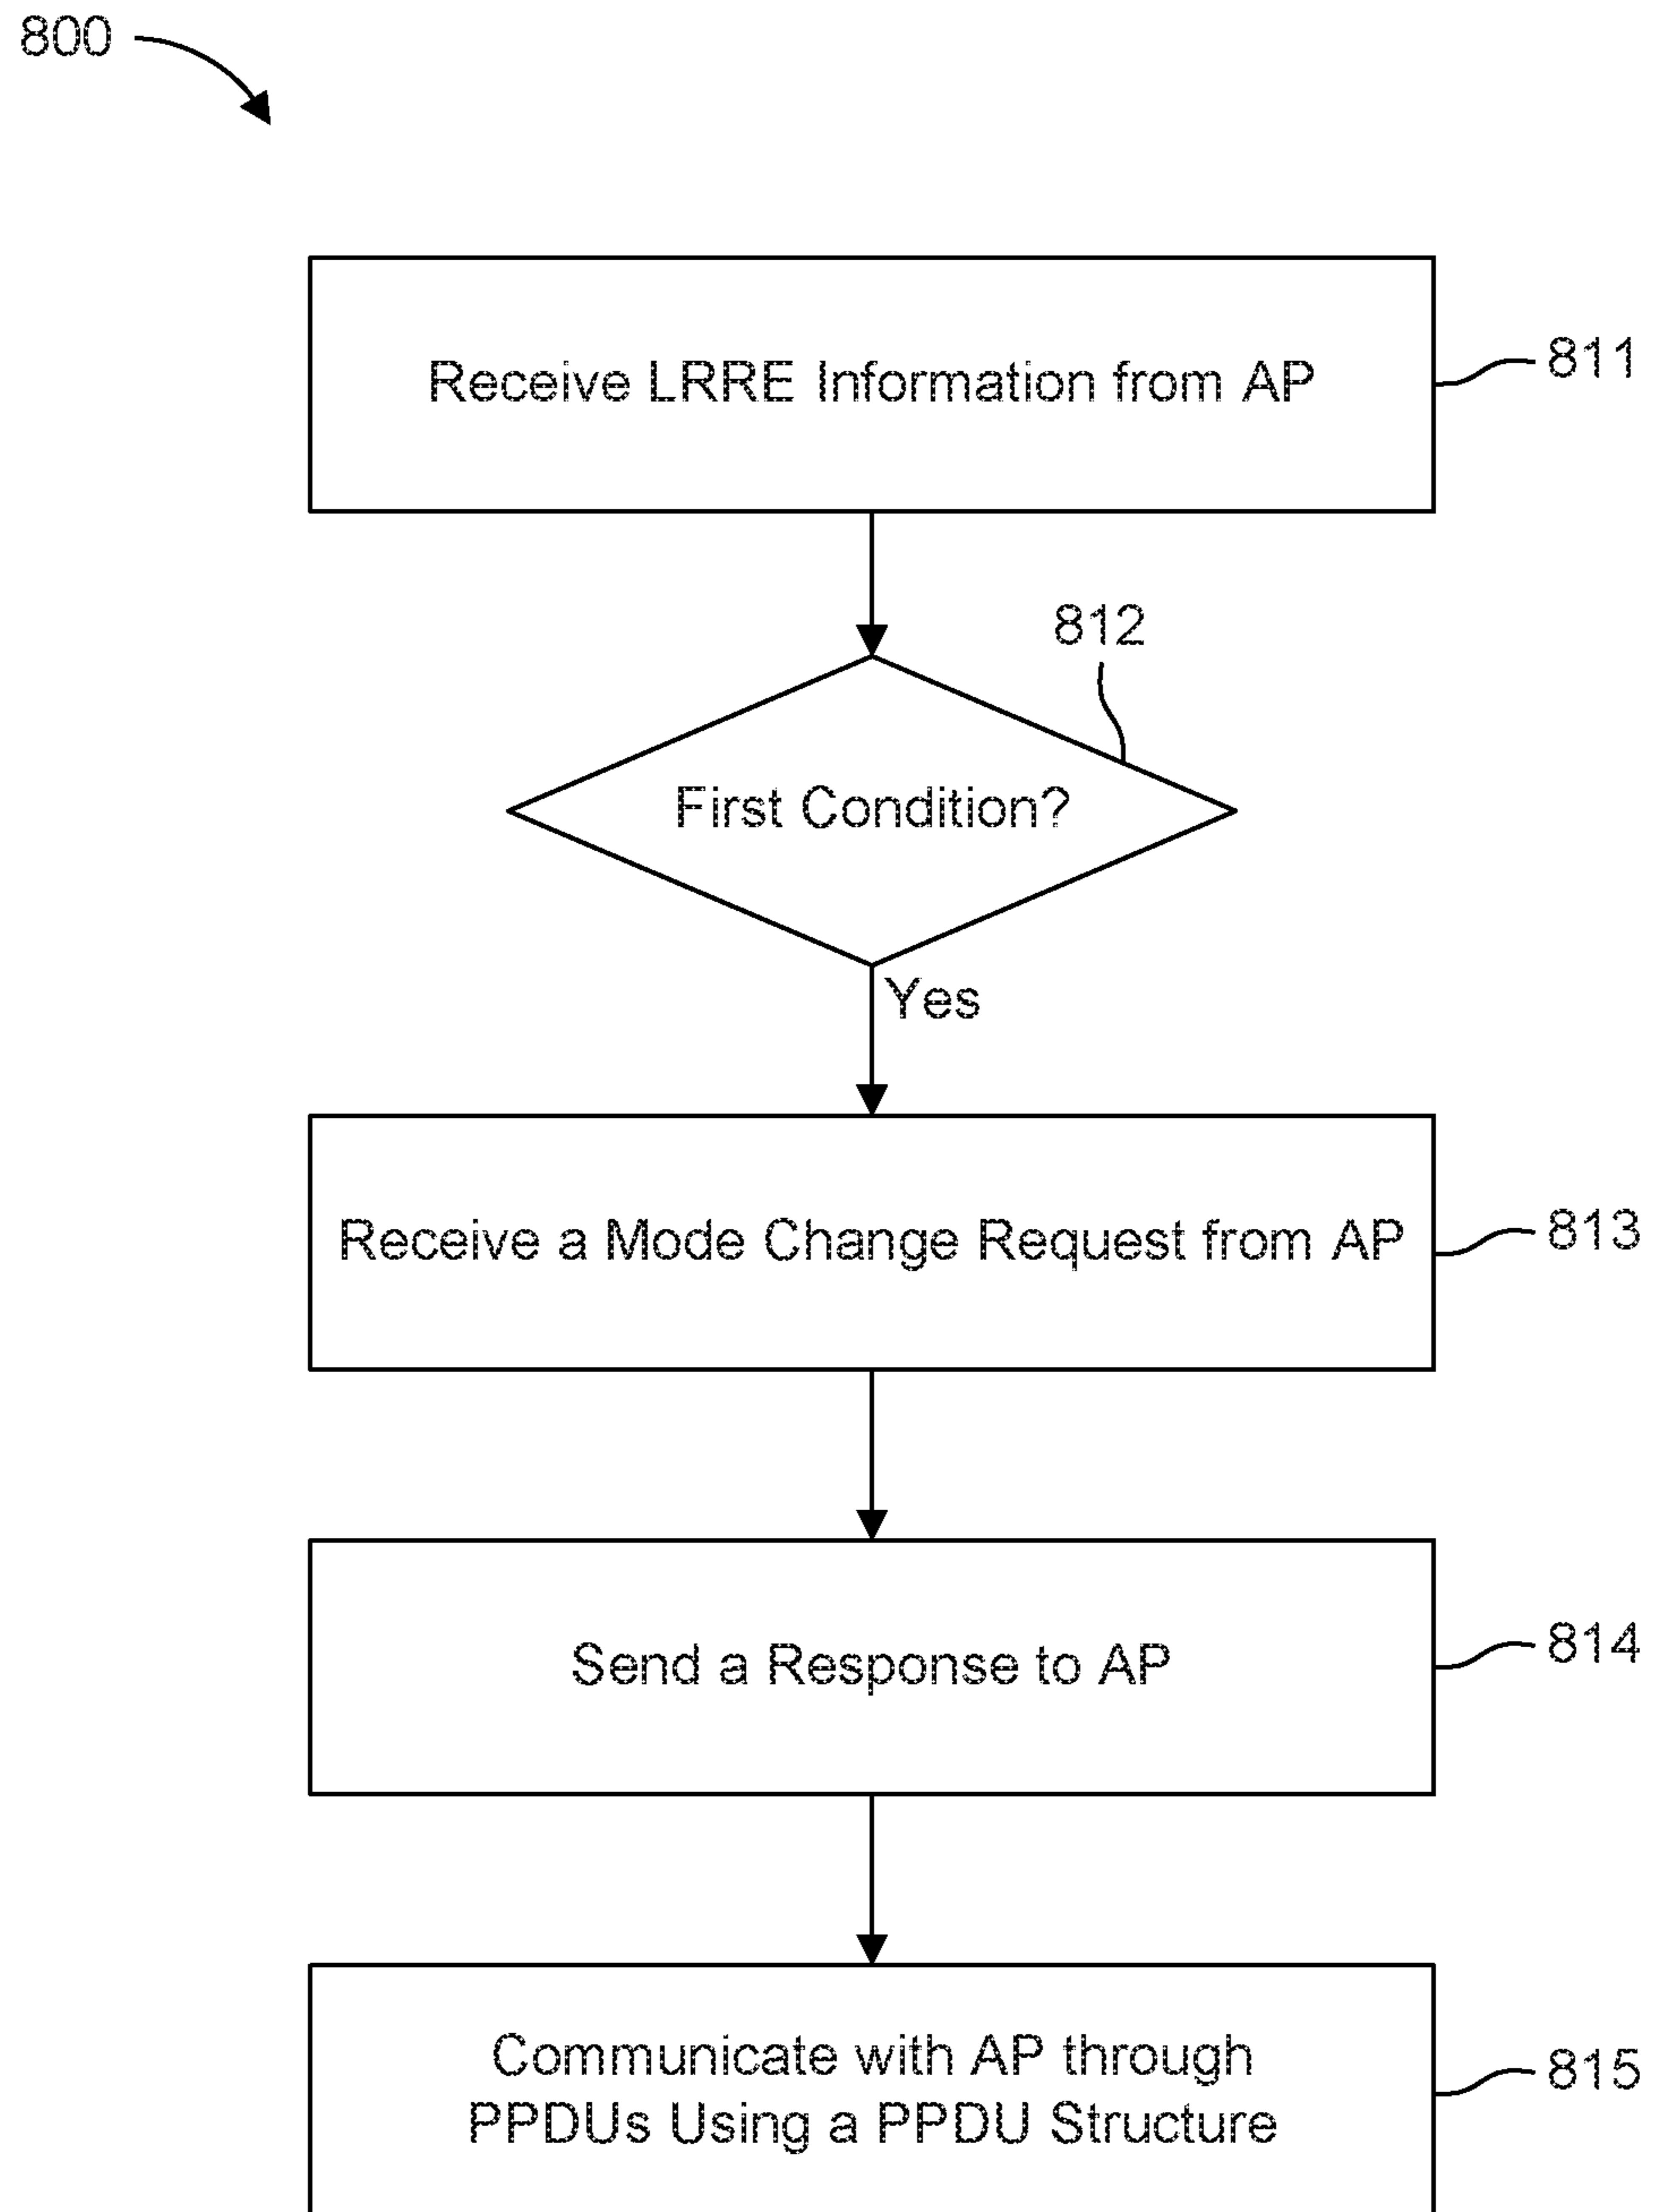 800
Receive LRRE Information from AP
811
812
First Condition?
Yes
Receive a Mode Change Request from AP
813
Send a Response to AP
814
Communicate with AP through
PPDUs Using a PPDU Structure
815